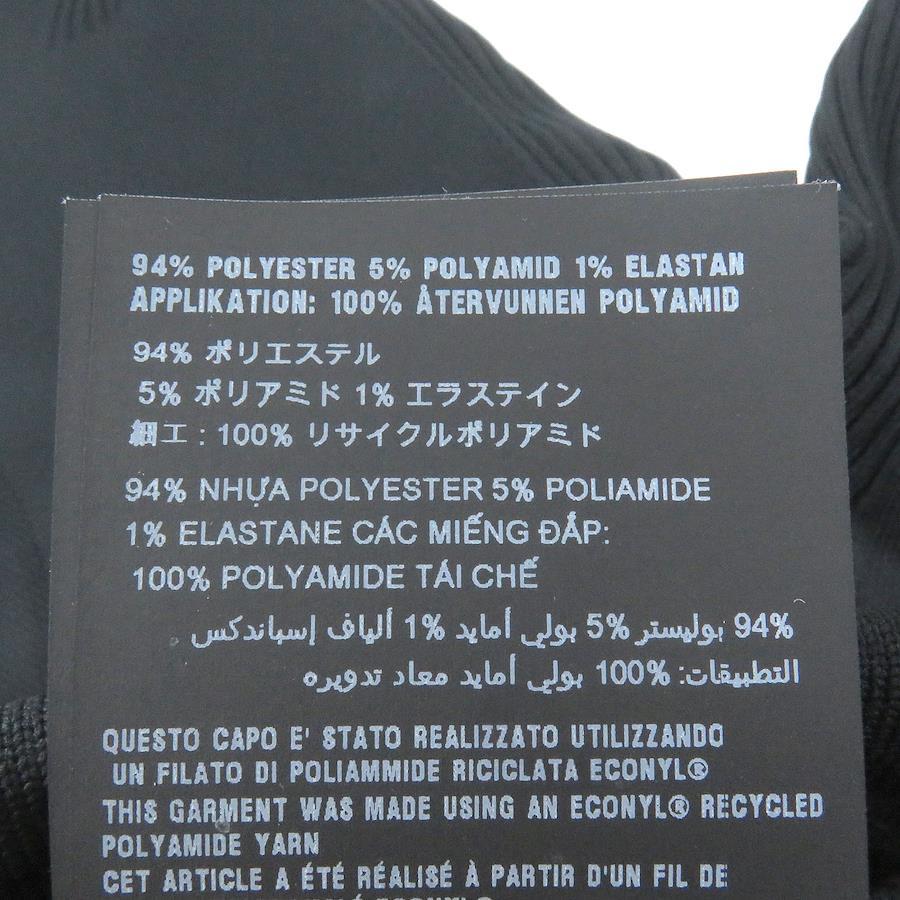 94% POLYESTER 5% POLYAMID 1% ELASTAN
APPLIKATION: 100% ÅTERVUNNEN POLYAMID
94% ポリエステル
5% ポリアミド 1% エラステイン
細工 : 100% リサイクルポリアミド
94% NHỰA POLYESTER 5% POLIAMIDE
1% ELASTANE CÁC MIẾNG ĐẮP:
100% POLYAMIDE TÁI CHẾ
94% بوليستر 5% بولي أمايد 1% ألياف إسباندكس
التطبيقات: 100% بولي أمايد معاد تدويره
QUESTO CAPO E' STATO REALIZZATO UTILIZZANDO
UN FILATO DI POLIAMMIDE RICICLATA ECONYL®
THIS GARMENT WAS MADE USING AN ECONYL® RECYCLED
POLYAMIDE YARN
CET ARTICLE A ÉTÉ RÉALISÉ À PARTIR D'UN FIL DE